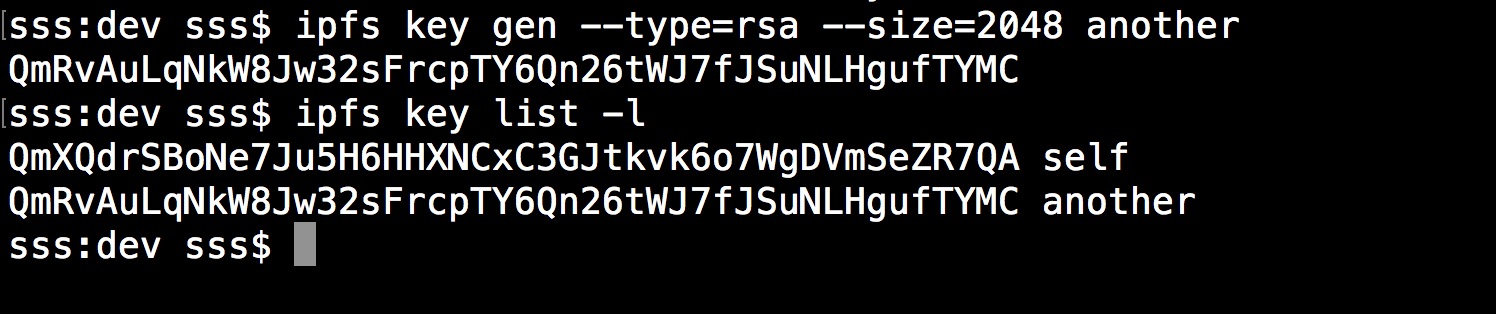 [sss:dev sss$ ipfs key gen --type=rsa --size=2048 another
QmRvAuLqNkW8Jw32sFrcpTY6Qn26tWJ7fJSuNLHgufTYMC
[sss:dev sss$ ipfs key list -l
QmXQdrSBoNe7Ju5H6HHXNCxC3GJtkvk6o7WgDVmSeZR7QA self
QmRvAuLqNkW8Jw32sFrcpTY6Qn26tWJ7fJSuNLHgufTYMC another
sss:dev sss$